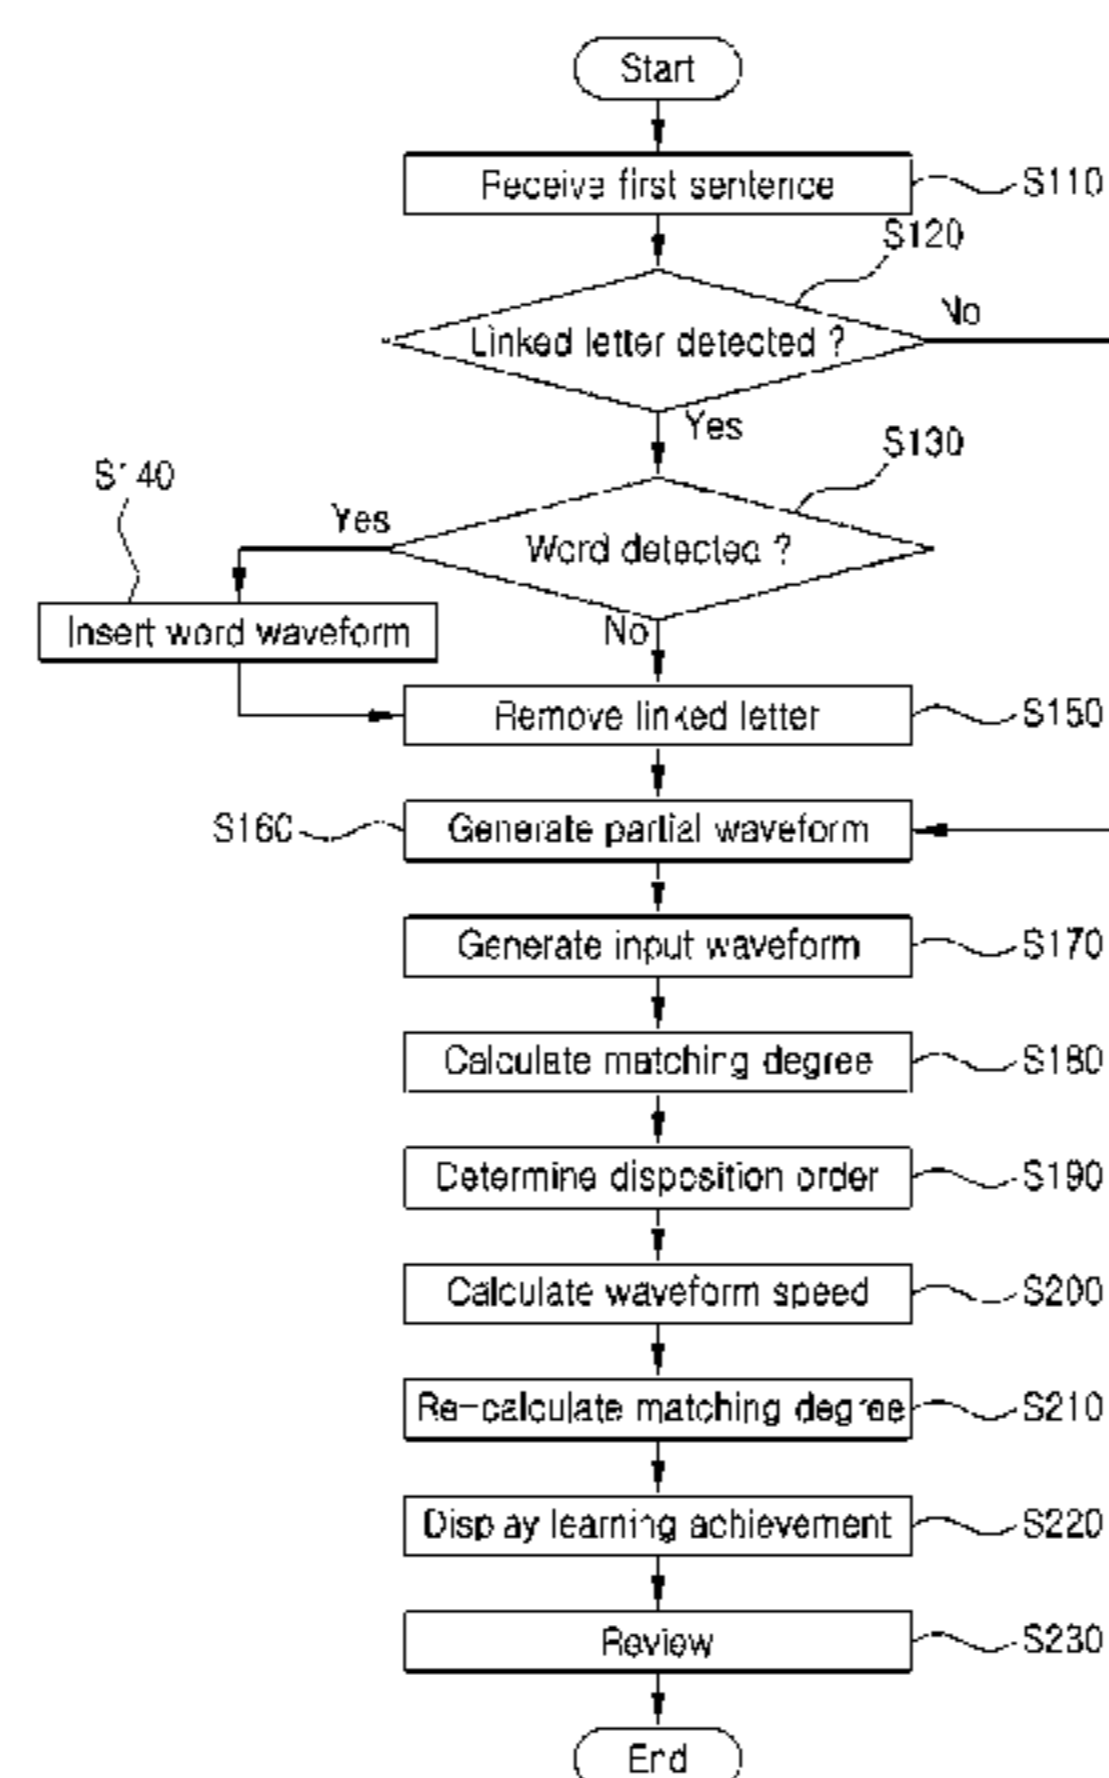 Start
Receive first sentence
S110
S120
Linked letter detected ?
No
Yes
S130
S140
Yes
Word detected ?
Insert word waveform
No
Remove linked letter
S150
S160
Generate partial waveform
Generate input waveform
S170
Calculate matching degree
S180
Determine disposition order
S190
Calculate waveform speed
S200
Re-calculate matching degree
S210
Display learning achievement
S220
Review
S230
End